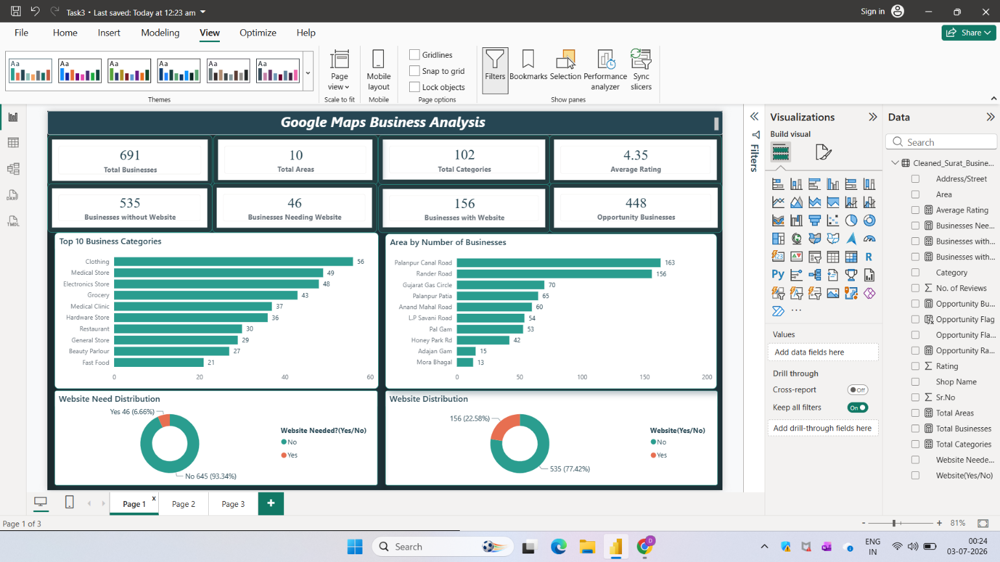 Task3 • Last saved: Today at 12:23 am
Sign in
File Home Insert Modeling View Optimize Help
Share
Aa Aa Aa Aa Aa Aa
Themes
Page view
Scale to fit
Mobile layout
Mobile
Gridlines
Snap to grid
Lock objects
Page options
Filters
Bookmarks
Selection
Performance analyzer
Sync slicers
Show panes
Google Maps Business Analysis
691
Total Businesses
10
Total Areas
102
Total Categories
4.35
Average Rating
535
Businesses without Website
46
Businesses Needing Website
156
Businesses with Website
448
Opportunity Businesses
Top 10 Business Categories
Clothing 56
Medical Store 49
Electronics Store 48
Grocery 43
Medical Clinic 37
Hardware Store 36
Restaurant 30
General Store 29
Beauty Parlour 27
Fast Food 21
0 20 40 60
Area by Number of Businesses
Palanpur Canal Road 163
Rander Road 156
Gujarat Gas Circle 70
Palanpur Patia 65
Anand Mahal Road 60
L.P Savani Road 54
Pal Gam 53
Honey Park Rd 42
Adajan Gam 15
Mora Bhagal 13
0 50 100 150 200
Website Need Distribution
Yes 46 (6.66%)
No 645 (93.34%)
Website Needed?(Yes/No)
No
Yes
Website Distribution
156 (22.58%)
535 (77.42%)
Website(Yes/No)
No
Yes
Filters
Visualizations
Build visual
123
R
Py
Values
Add data fields here
Drill through
Cross-report Off
Keep all filters On
Add drill-through fields here
Data
Search
Cleaned_Surat_Busine...
Address/Street
Area
Average Rating
Businesses Nee...
Businesses with...
Businesses with...
Category
No. of Reviews
Opportunity Bu...
Opportunity Flag
Opportunity Fla...
Opportunity Ra...
Rating
Shop Name
Sr.No
Total Areas
Total Businesses
Total Categories
Website Neede...
Website(Yes/No)
DAX
TMDL
Page 1 x
Page 2
Page 3
+
Page 1 of 3
- + 81%
Search
D
ENG
IN
00:24
03-07-2026